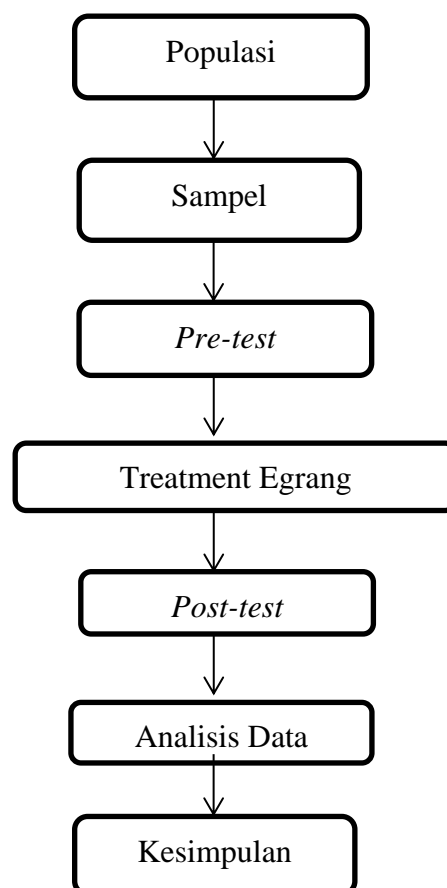 Populasi
Sampel
Pre-test
Treatment Egrang
Post-test
Analisis Data
Kesimpulan